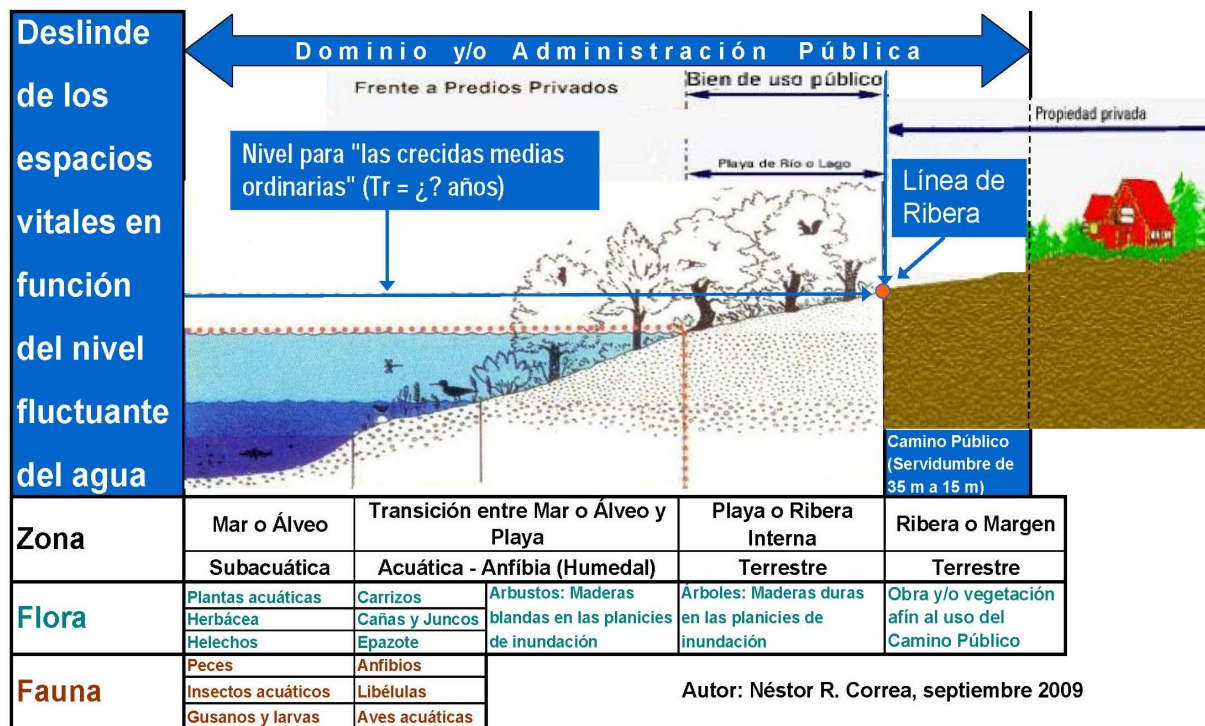 Deslinde
de los
espacios
vitales en
función
del nivel
fluctuante
del agua
Dominio y/o Administración Pública
Frente a Predios Privados
Bien de uso público
Propiedad privada
Nivel para "las crecidas medias
ordinarias" (Tr = ¿? años)
Playa de Río o Lago
Línea de
Ribera
Camino Público
(Servidumbre de
35 m a 15 m)
Zona
Mar o Álveo
Transición entre Mar o Álveo y
Playa
Playa o Ribera
Interna
Ribera o Margen
Subacuática
Acuática - Anfíbia (Humedal)
Terrestre
Terrestre
Flora
Plantas acuáticas
Herbácea
Helechos
Carrizos
Cañas y Juncos
Epazote
Arbustos: Maderas
blandas en las planicies
de inundación
Árboles: Maderas duras
en las planicies de
inundación
Obra y/o vegetación
afín al uso del
Camino Público
Fauna
Peces
Insectos acuáticos
Gusanos y larvas
Anfibios
Libélulas
Aves acuáticas
Autor: Néstor R. Correa, septiembre 2009